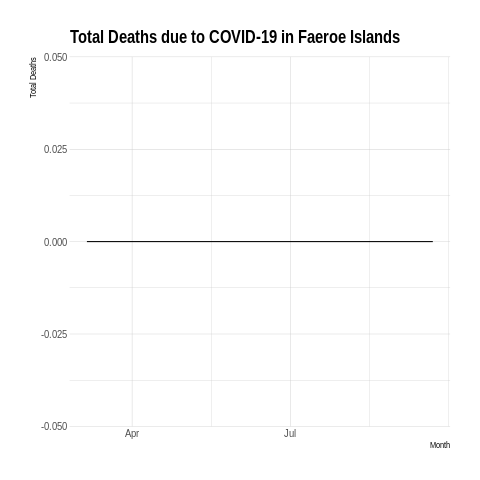 Total Deaths due to COVID-19 in Faeroe Islands
Total Deaths
0.050
0.025
0.000
-0.025
-0.050
Apr Jul
Month